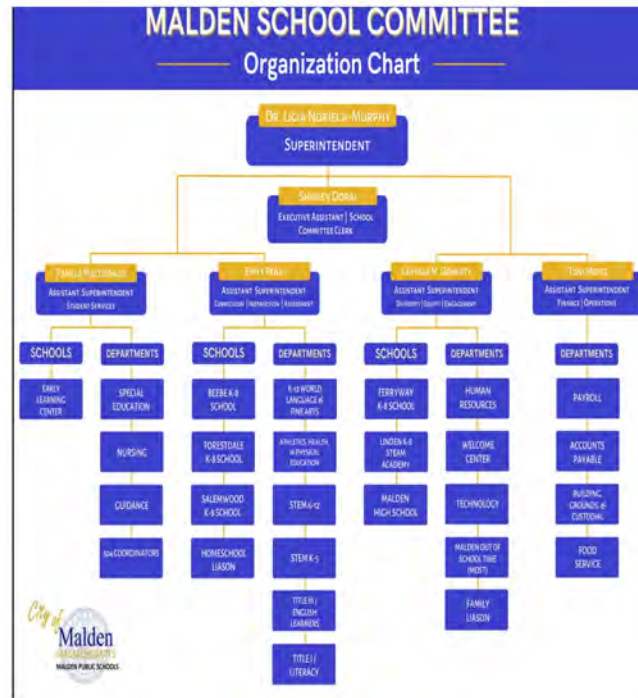 MALDEN SCHOOL COMMITTEE
Organization Chart
DR. LIGIA NORIEGA-MURPHY
SUPERINTENDENT
SHIRLEY DORAI
EXECUTIVE ASSISTANT | SCHOOL
COMMITTEE CLERK
PAMELA MACDONALD
ASSISTANT SUPERINTENDENT
STUDENT SERVICES
EMILY
ASSISTANT SUPERINTENDENT
CURRICULUM | INSTRUCTION | ASSESSMENT
ASSISTANT SUPERINTENDENT
DIVERSITY | EQUITY | ENGAGEMENT
TONI MERTZ
ASSISTANT SUPERINTENDENT
FINANCE | OPERATIONS
SCHOOLS
EARLY
LEARNING
CENTER
DEPARTMENTS
SPECIAL
EDUCATION
NURSING
GUIDANCE
504 COORDINATORS
SCHOOLS
BEEBE K-8
SCHOOL
FORESTDALE
K-8 SCHOOL
SALEMWOOD
K-8 SCHOOL
HOMESCHOOL
LIASON
DEPARTMENTS
K-12 WORLD
LANGUAGE &
FINE ARTS
ATHLETICS, HEALTH,
& PHYSICAL
EDUCATION
STEM 6-12
STEM K-5
TITLE III /
ENGLISH
LEARNERS
TITLE I /
LITERACY
SCHOOLS
FERRYWAY
K-8 SCHOOL
LINDEN K-8
STEAM
ACADEMY
MALDEN
HIGH SCHOOL
DEPARTMENTS
HUMAN
RESOURCES
WELCOME
CENTER
TECHNOLOGY
MALDEN OUT OF
SCHOOL TIME
(MOST)
FAMILY
LIASON
DEPARTMENTS
PAYROLL
ACCOUNTS
PAYABLE
BUILDING,
GROUNDS &
CUSTODIAL
FOOD
SERVICE
City of
Malden
MASSACHUSETTS
MALDEN PUBLIC SCHOOLS